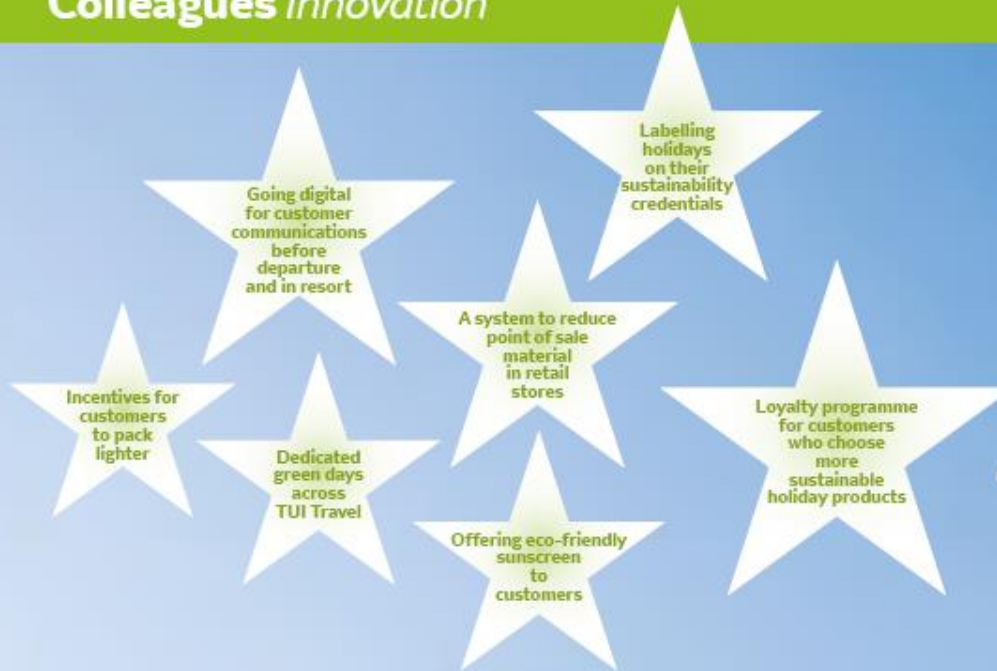 Colleagues innovation
Labelling
holidays
on their
sustainability
credentials
Going digital
for customer
communications
before
departure
and in resort
A system to reduce
point of sale
material
in retail
stores
Incentives for
customers
to pack
lighter
Loyalty programme
for customers
who choose
more
sustainable
holiday products
Dedicated
green days
across
TUI Travel
Offering eco-friendly
sunscreen
to
customers